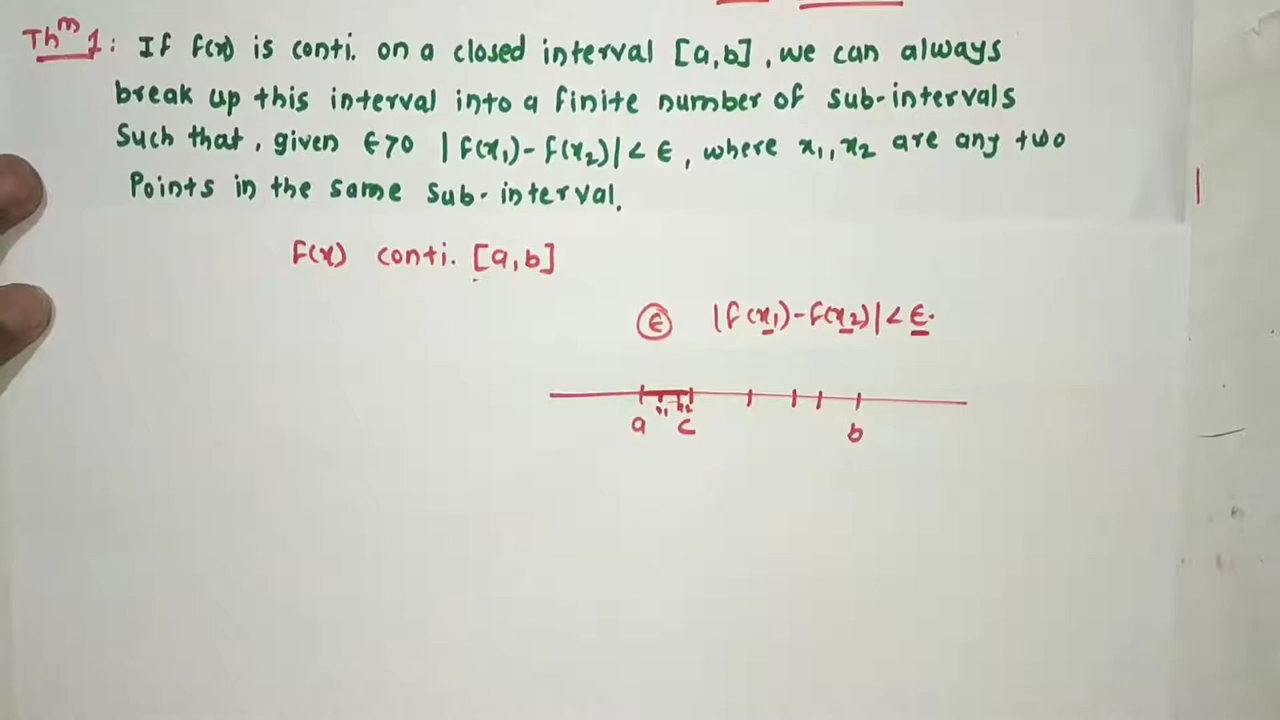 Thm 1: If f(x) is conti. on a closed interval [a,b], we can always
break up this interval into a finite number of sub-intervals
Such that, given ϵ>0 |f(x1)-f(x2)|<ϵ, where x1,x2 are any two
Points in the same sub-interval.
f(x) conti. [a,b]
ϵ |f(x1)-f(x2)|<ϵ.
x1 x2
a c b